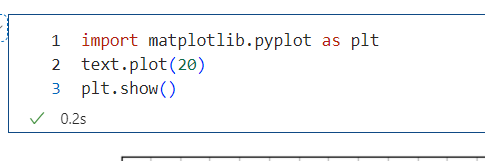 1 import matplotlib.pyplot as plt
2 text.plot(20)
3 plt.show()
0.2s